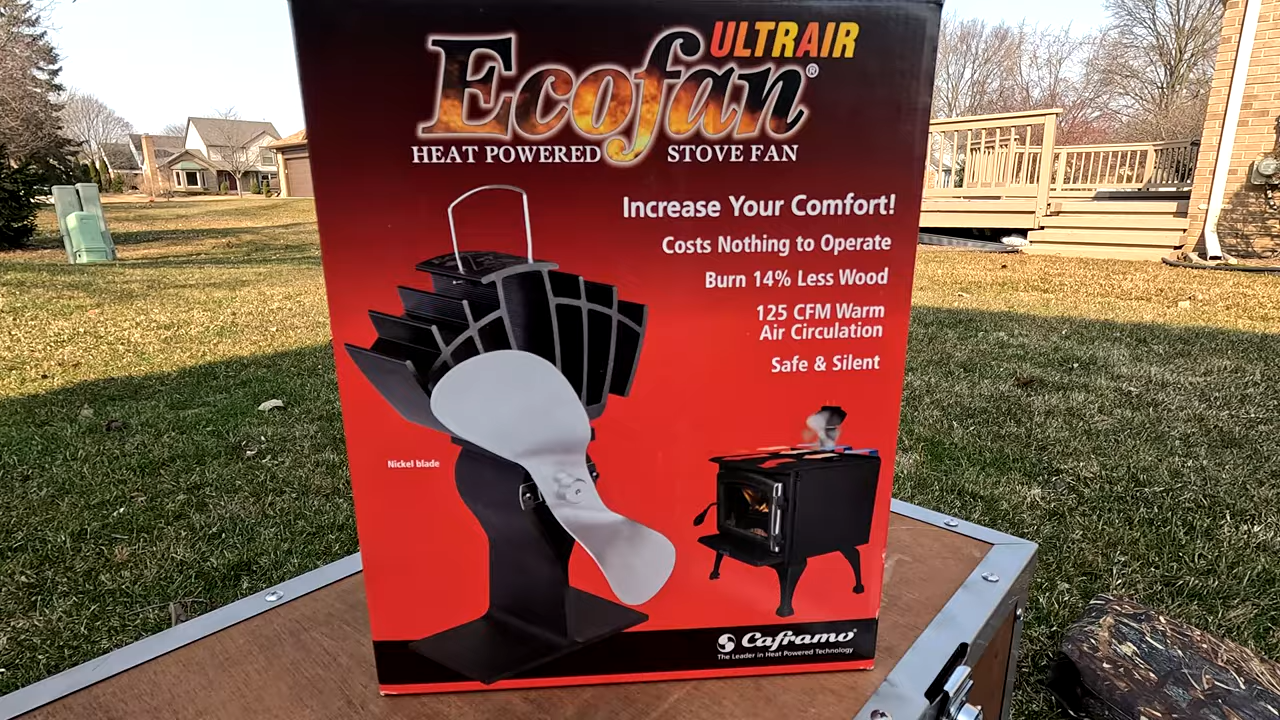 ULTRAIR
Ecofan®
HEAT POWERED STOVE FAN
Increase Your Comfort!
Costs Nothing to Operate
Burn 14% Less Wood
125 CFM Warm
Air Circulation
Safe & Silent
Nickel blade
Caframo®
The Leader in Heat Powered Technology